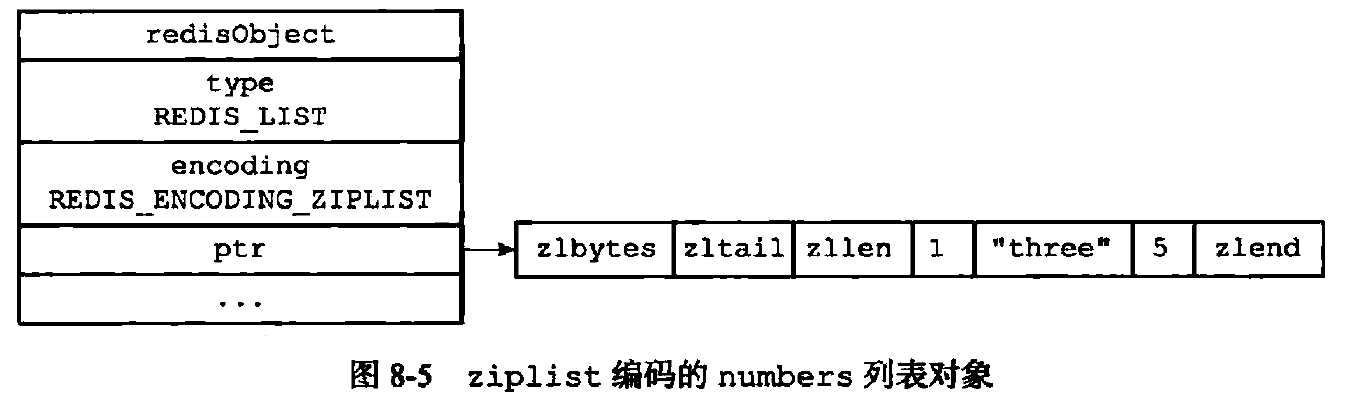 redisObject
type
REDIS_LIST
encoding
REDIS_ENCODING_ZIPLIST
ptr
...
zlbytes zltail zllen 1 "three" 5 zlend
图 8-5 ziplist 编码的 numbers 列表对象